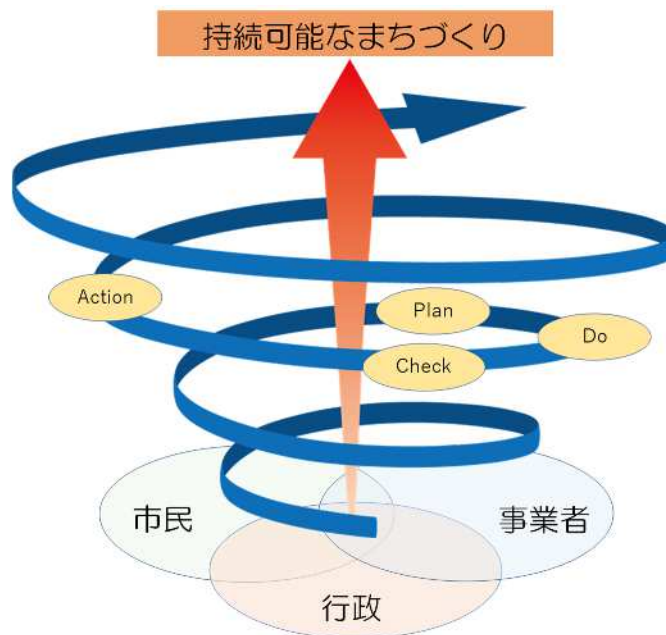 持続可能なまちづくり
Action
Plan
Do
Check
市民
事業者
行政